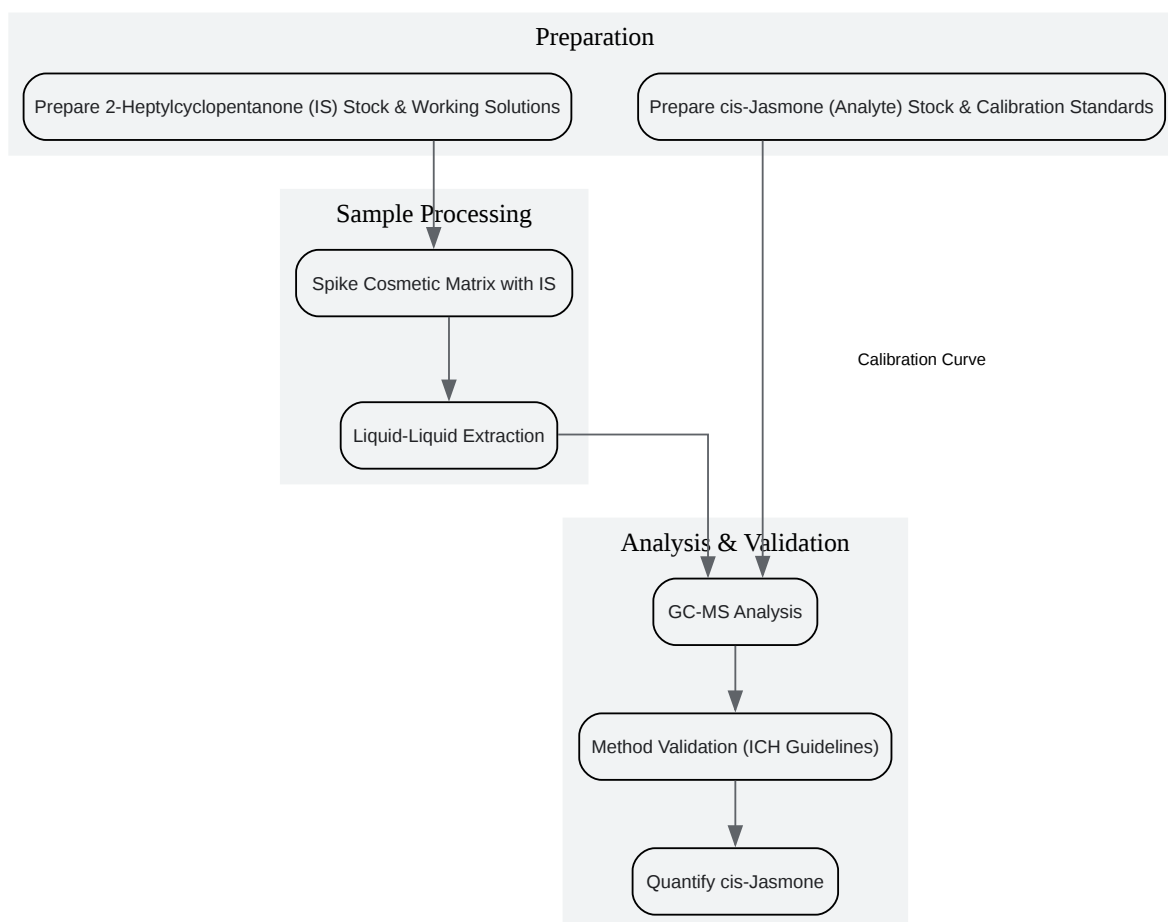 Preparation
Prepare 2-Heptylcyclopentanone (IS) Stock & Working Solutions
Prepare cis-Jasmone (Analyte) Stock & Calibration Standards
Sample Processing
Spike Cosmetic Matrix with IS
Calibration Curve
Liquid-Liquid Extraction
Analysis & Validation
GC-MS Analysis
Method Validation (ICH Guidelines)
Quantify cis-Jasmone